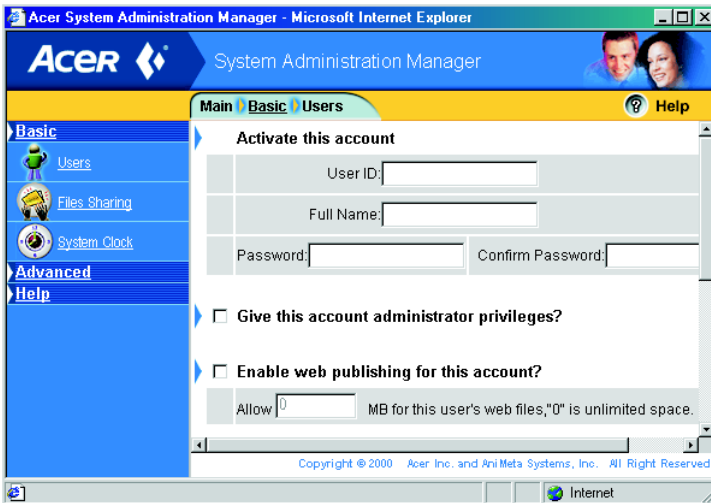 Acer System Administration Manager - Microsoft Internet Explorer
Acer System Administration Manager
Main Basic Users Help
Basic
Users
Files Sharing
System Clock
Advanced
Help
Activate this account
User ID:
Full Name:
Password: Confirm Password:
Give this account administrator privileges?
Enable web publishing for this account?
Allow 0 MB for this user's web files,"0" is unlimited space.
Copyright © 2000 Acer Inc. and AniMeta Systems, Inc. All Right Reserved
Internet